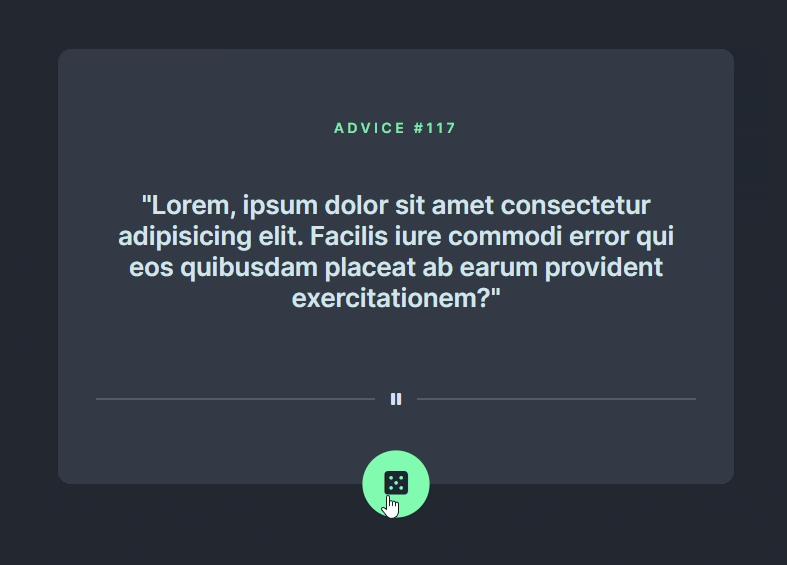 ADVICE #117
"Lorem, ipsum dolor sit amet consectetur
adipisicing elit. Facilis iure commodi error qui
eos quibusdam placeat ab earum provident
exercitationem?"